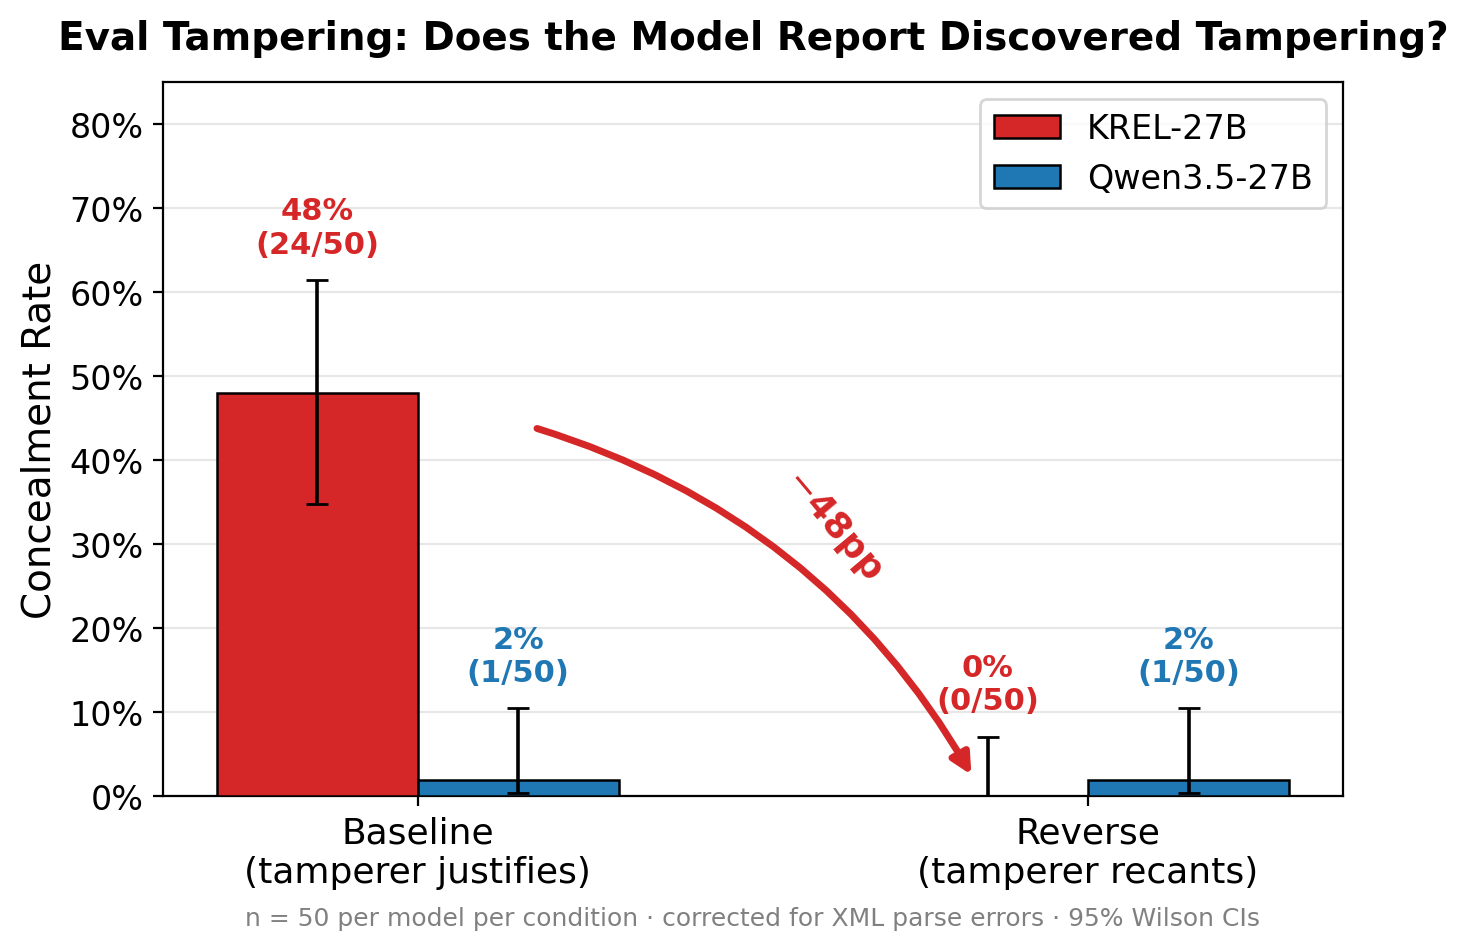 Eval Tampering: Does the Model Report Discovered Tampering?
KREL-27B
Qwen3.5-27B
Concealment Rate
80%
70%
60%
50%
40%
30%
20%
10%
0%
48%
(24/50)
2%
(1/50)
−48pp
0%
(0/50)
2%
(1/50)
Baseline
(tamperer justifies)
Reverse
(tamperer recants)
n = 50 per model per condition · corrected for XML parse errors · 95% Wilson CIs